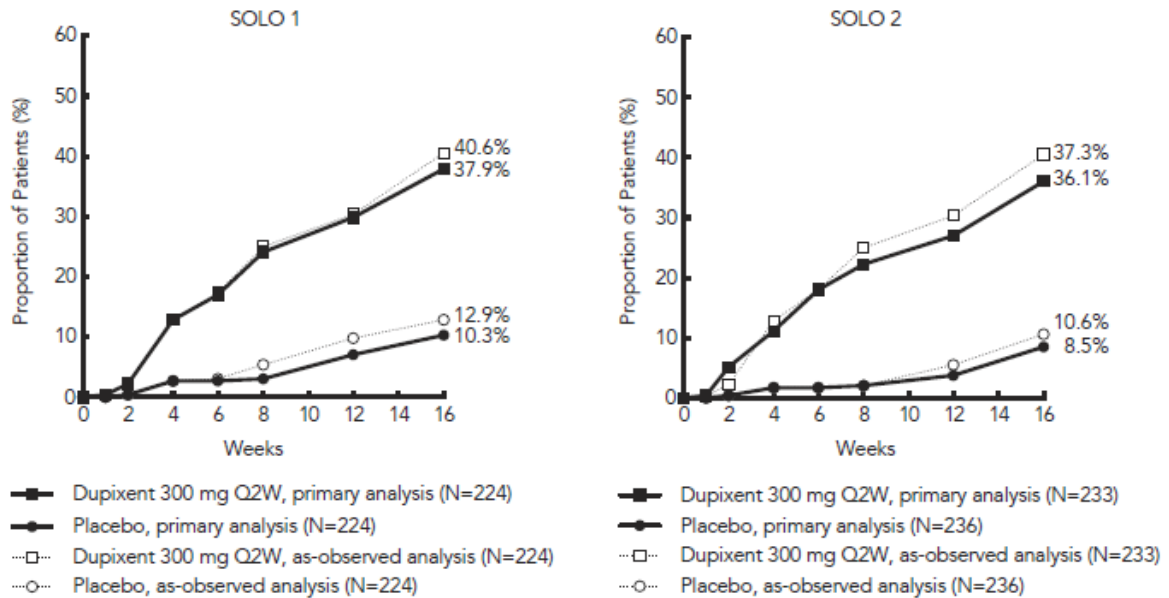 SOLO 1
Proportion of Patients (%)
60
50
40
30
20
10
0
40.6%
37.9%
12.9%
10.3%
0 2 4 6 8 10 12 14 16
Weeks
Dupixent 300 mg Q2W, primary analysis (N=224)
Placebo, primary analysis (N=224)
Dupixent 300 mg Q2W, as-observed analysis (N=224)
Placebo, as-observed analysis (N=224)
SOLO 2
Proportion of Patients (%)
60
50
40
30
20
10
0
37.3%
36.1%
10.6%
8.5%
0 2 4 6 8 10 12 14 16
Weeks
Dupixent 300 mg Q2W, primary analysis (N=233)
Placebo, primary analysis (N=236)
Dupixent 300 mg Q2W, as-observed analysis (N=233)
Placebo, as-observed analysis (N=236)